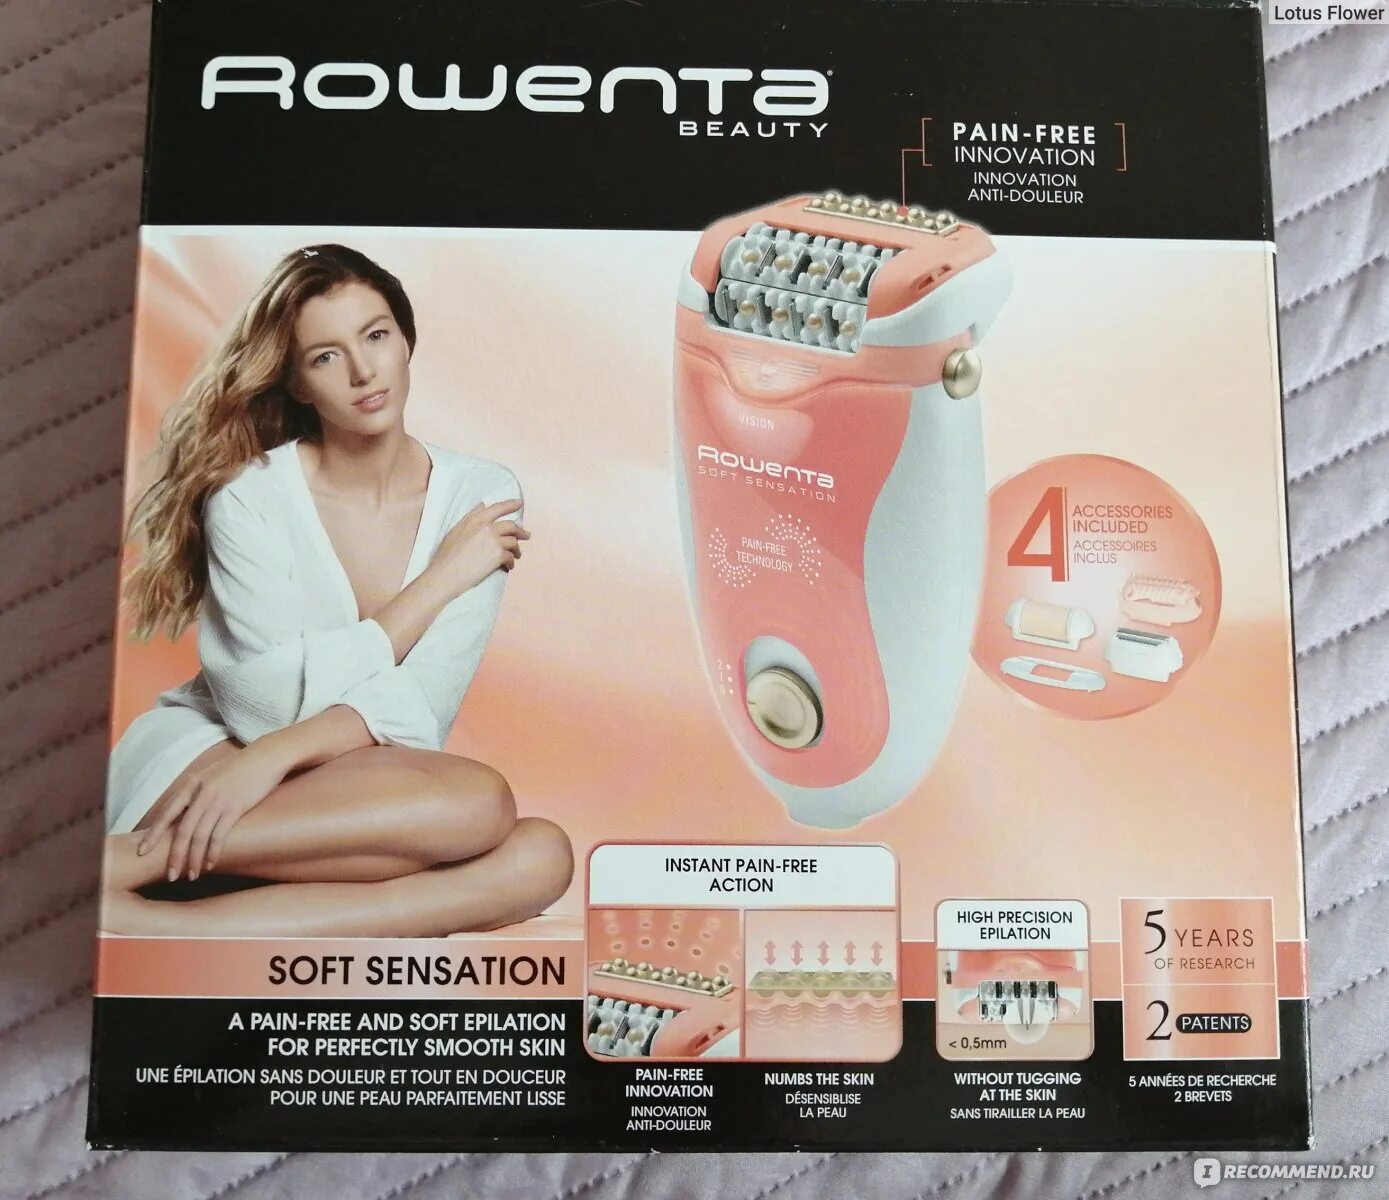 Lotus Flower
Rowenta
BEAUTY
PAIN-FREE
INNOVATION
INNOVATION
ANTI-DOULEUR
VISION
Rowenta
SOFT SENSATION
PAIN-FREE
TECHNOLOGY
2
1
0
4 ACCESSORIES
INCLUDED
ACCESSOIRES
INCLUS
SOFT SENSATION
A PAIN-FREE AND SOFT EPILATION
FOR PERFECTLY SMOOTH SKIN
UNE ÉPILATION SANS DOULEUR ET TOUT EN DOUCEUR
POUR UNE PEAU PARFAITEMENT LISSE
INSTANT PAIN-FREE
ACTION
PAIN-FREE
INNOVATION
INNOVATION
ANTI-DOULEUR
NUMBS THE SKIN
DÉSENSIBLISE
LA PEAU
HIGH PRECISION
EPILATION
< 0,5mm
WITHOUT TUGGING
AT THE SKIN
SANS TIRAILLER LA PEAU
5 YEARS
OF RESEARCH
2 PATENTS
5 ANNÉES DE RECHERCHE
2 BREVETS
IRECOMMEND.RU